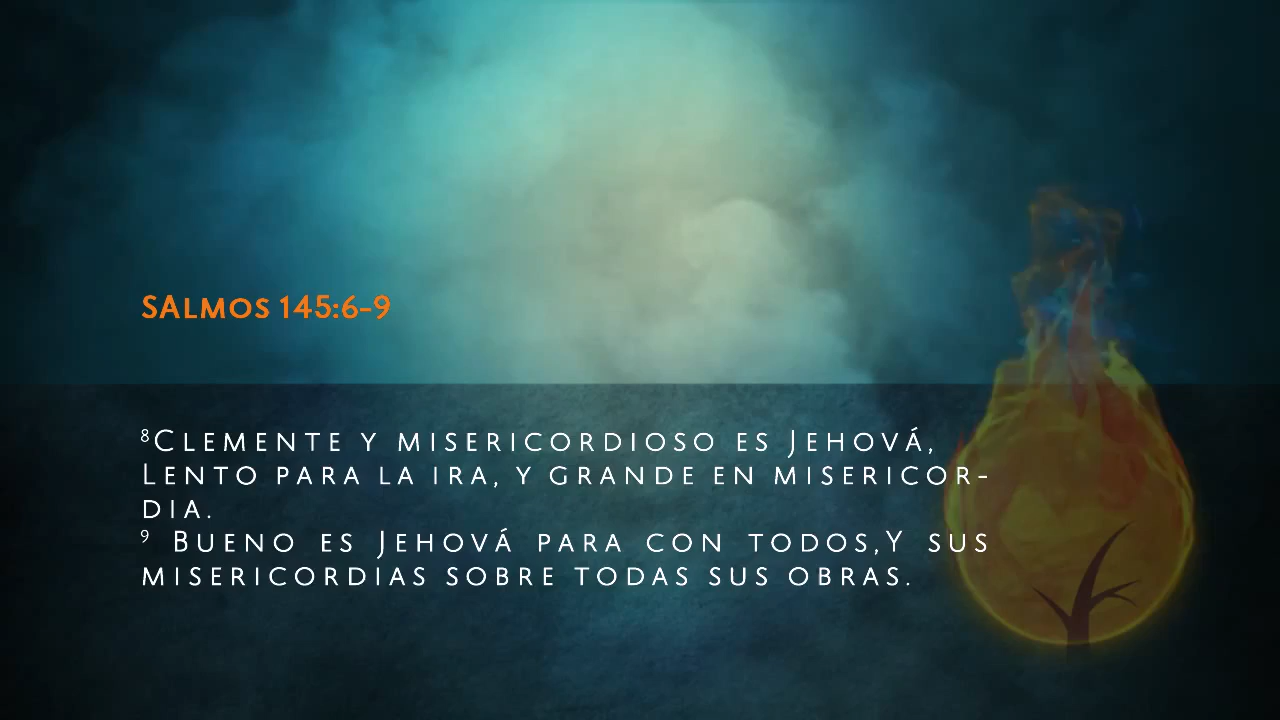 SALMOS 145:6-9
⁸CLEMENTE Y MISERICORDIOSO ES JEHOVÁ,
LENTO PARA LA IRA, Y GRANDE EN MISERICOR-
DIA.
⁹ BUENO ES JEHOVÁ PARA CON TODOS,Y SUS
MISERICORDIAS SOBRE TODAS SUS OBRAS.